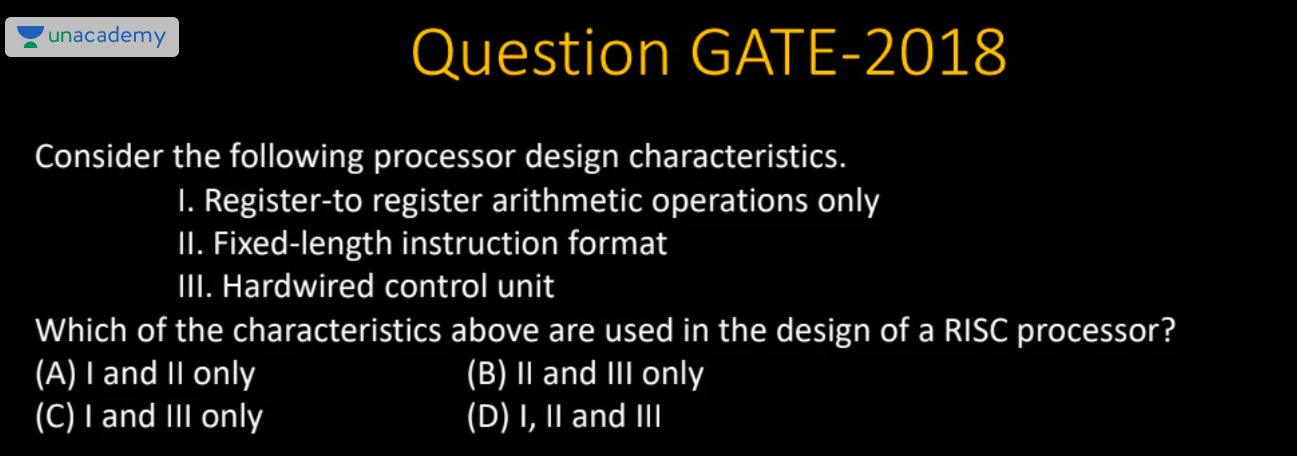 unacademy
Question GATE-2018
Consider the following processor design characteristics.
I. Register-to register arithmetic operations only
II. Fixed-length instruction format
III. Hardwired control unit
Which of the characteristics above are used in the design of a RISC processor?
(A) I and II only (B) II and III only
(C) I and III only (D) I, II and III